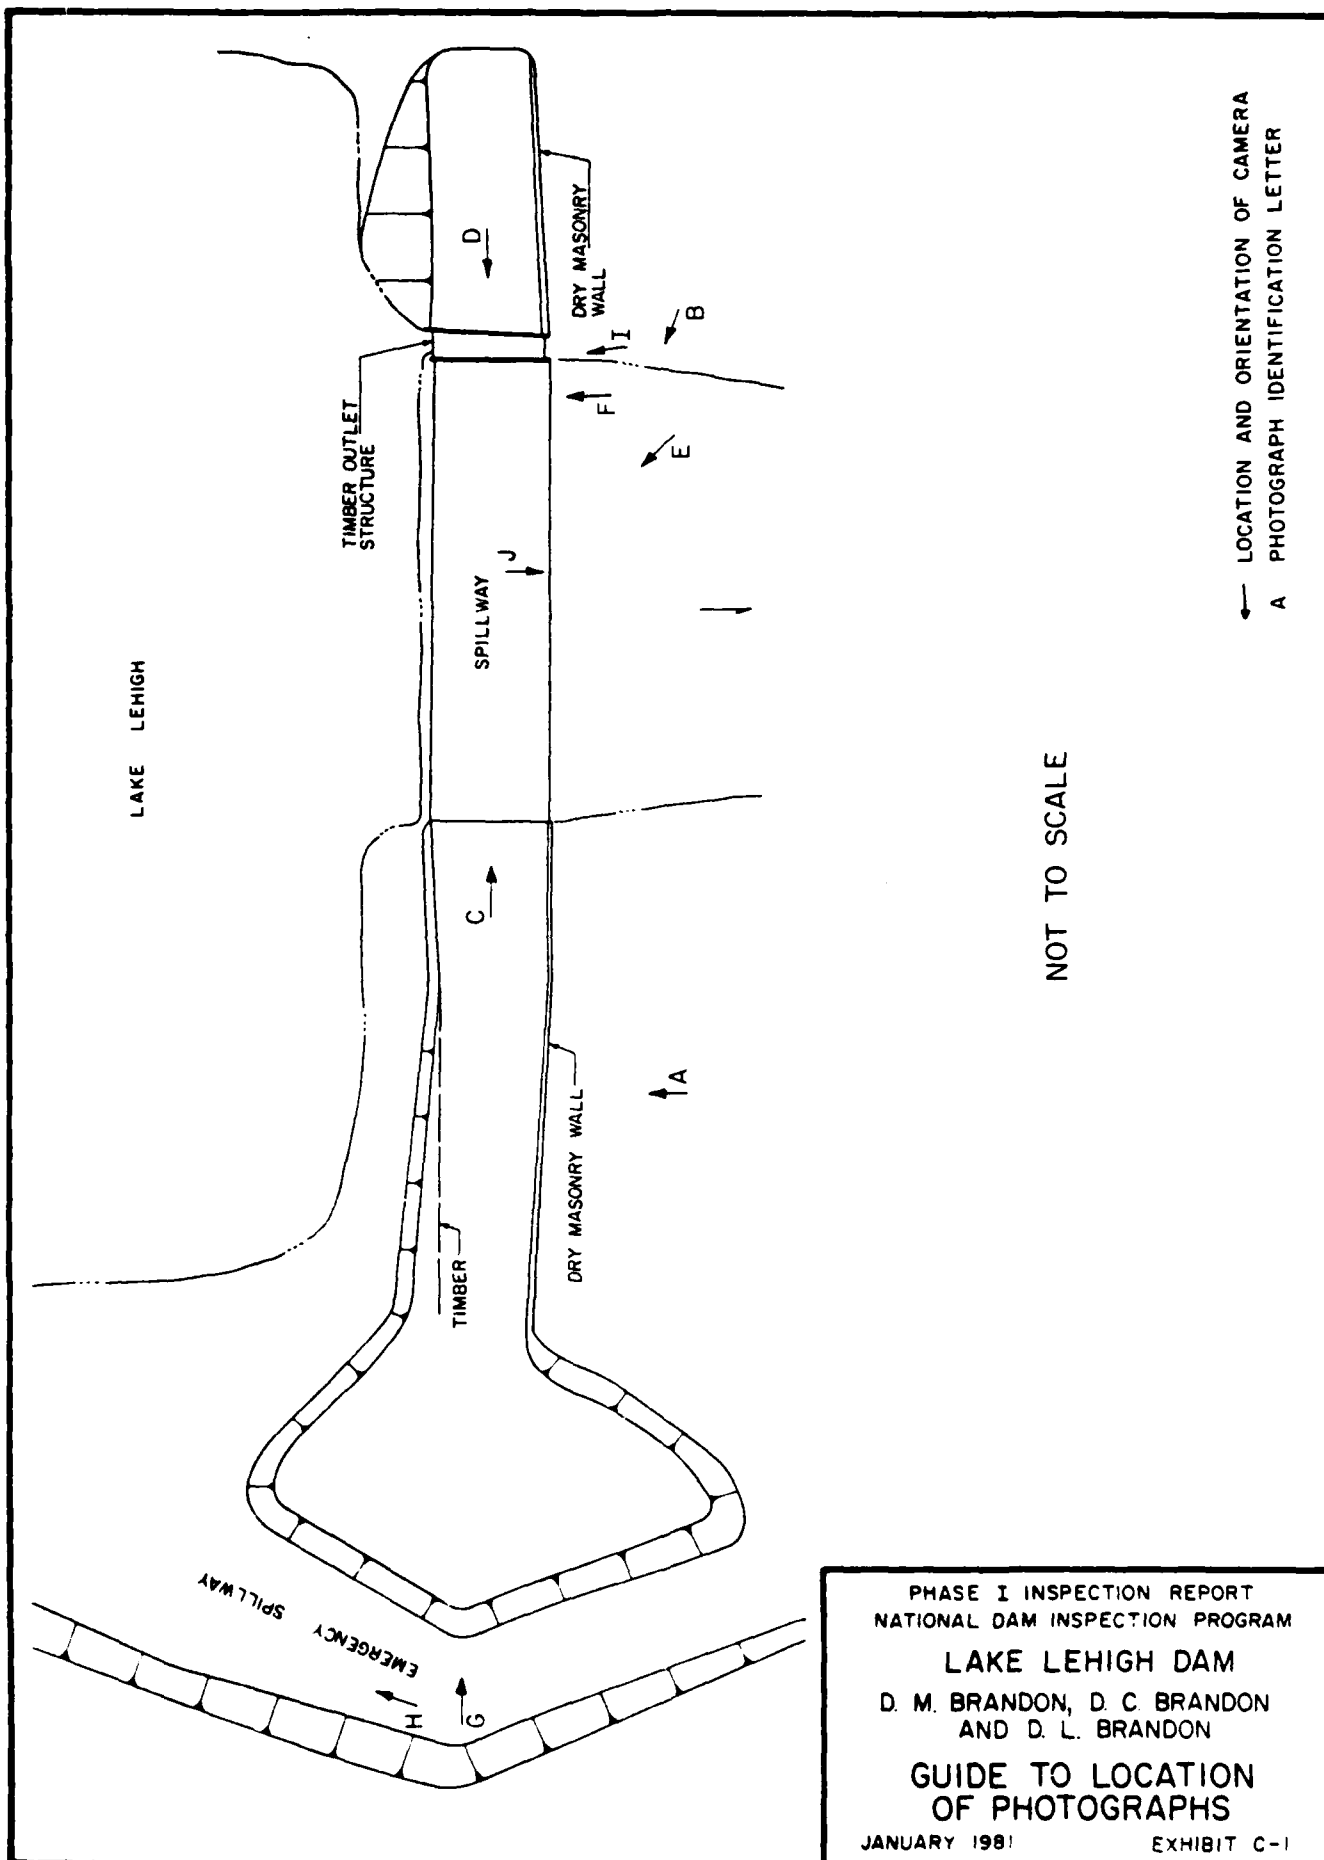 LAKE LEHIGH
TIMBER OUTLET
STRUCTURE
D
DRY MASONRY
WALL
I
B
F
E
J
SPILLWAY
C
A
TIMBER
DRY MASONRY WALL
EMERGENCY SPILLWAY
H
G
NOT TO SCALE
LOCATION AND ORIENTATION OF CAMERA
A PHOTOGRAPH IDENTIFICATION LETTER
PHASE I INSPECTION REPORT
NATIONAL DAM INSPECTION PROGRAM
LAKE LEHIGH DAM
D. M. BRANDON, D. C. BRANDON
AND D. L. BRANDON
GUIDE TO LOCATION
OF PHOTOGRAPHS
JANUARY 1981 EXHIBIT C-1